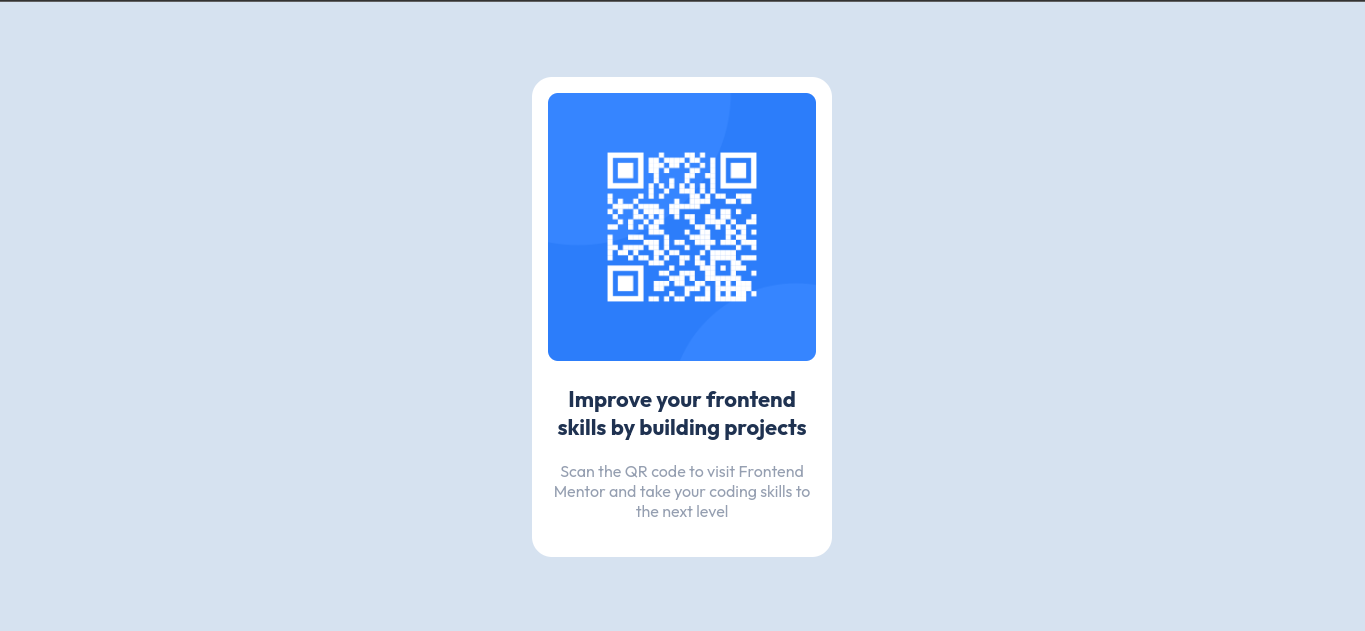 Improve your frontend
skills by building projects
Scan the QR code to visit Frontend
Mentor and take your coding skills to
the next level